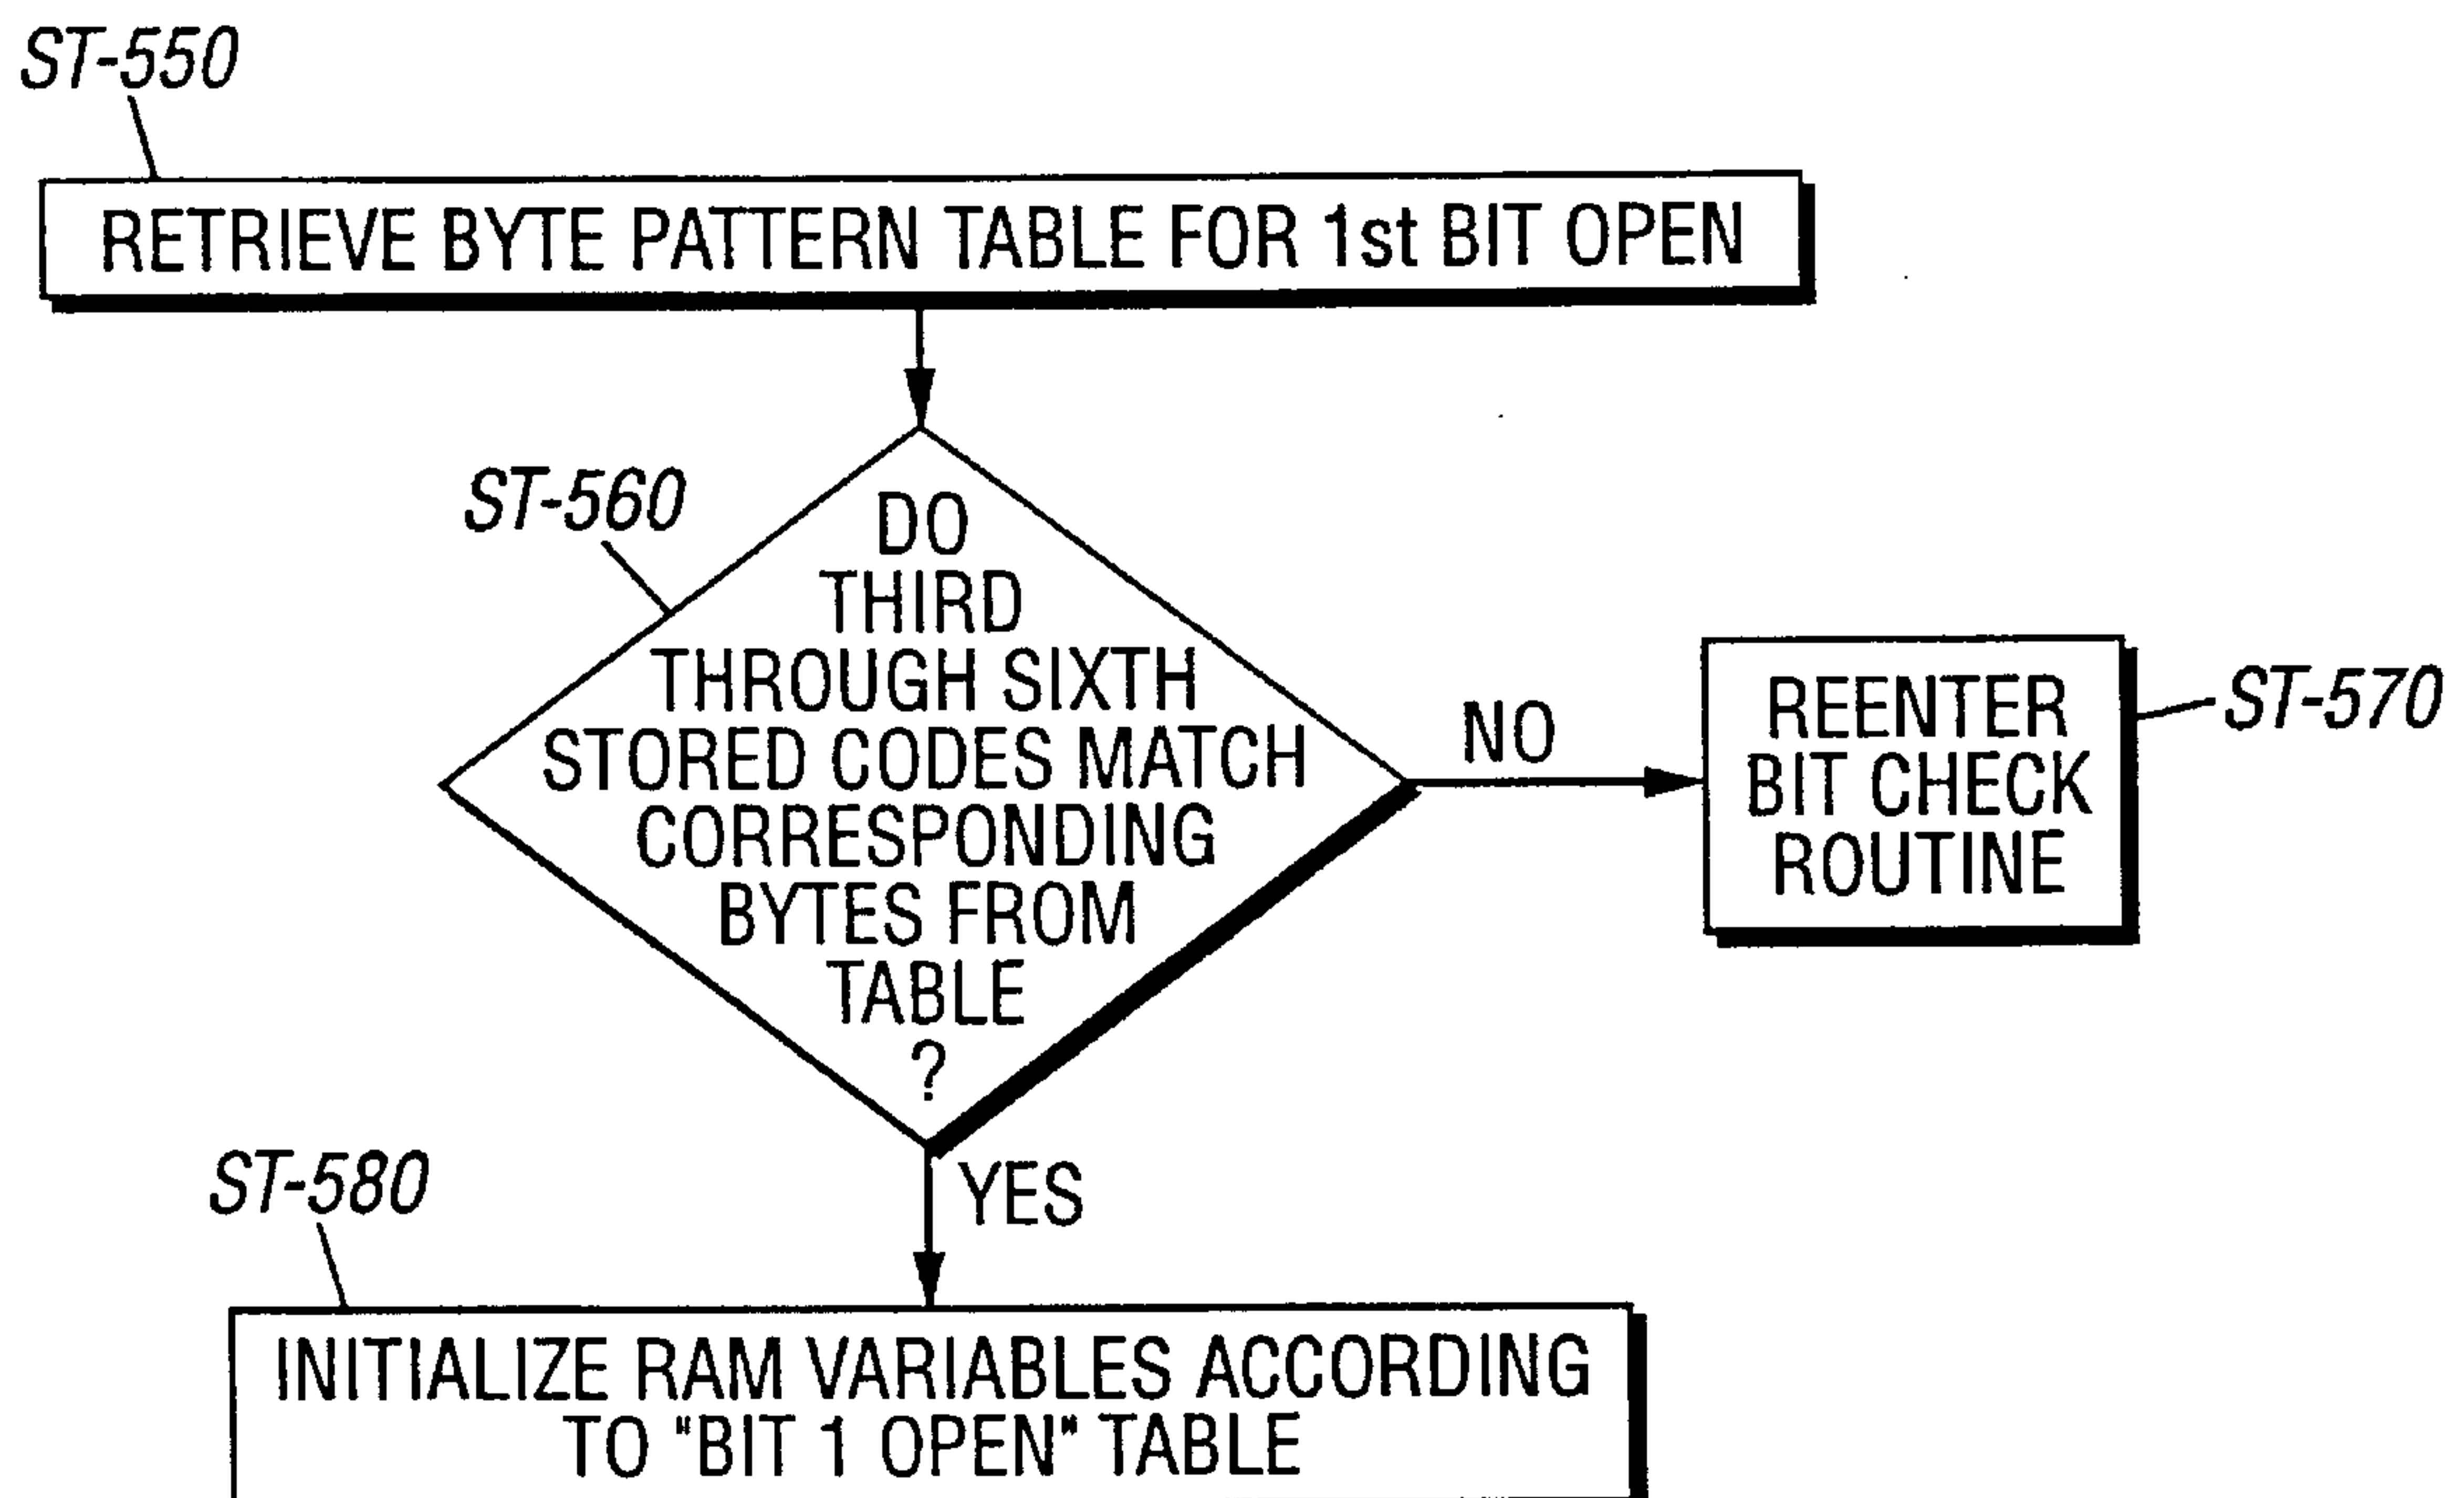 ST-550
RETRIEVE BYTE PATTERN TABLE FOR 1st BIT OPEN
ST-560
DO
THIRD
THROUGH SIXTH
STORED CODES MATCH
CORRESPONDING
BYTES FROM
TABLE
?
NO
REENTER
BIT CHECK
ROUTINE
ST-570
YES
ST-580
INITIALIZE RAM VARIABLES ACCORDING
TO "BIT 1 OPEN" TABLE